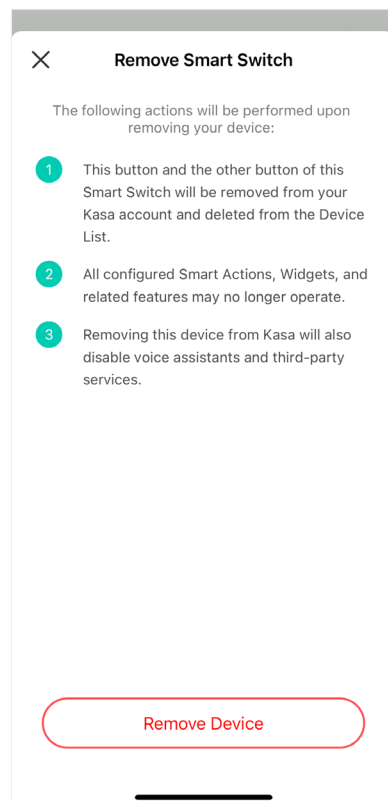 Remove Smart Switch
The following actions will be performed upon
removing your device:
1
This button and the other button of this
Smart Switch will be removed from your
Kasa account and deleted from the Device
List.
2
All configured Smart Actions, Widgets, and
related features may no longer operate.
3
Removing this device from Kasa will also
disable voice assistants and third-party
services.
Remove Device